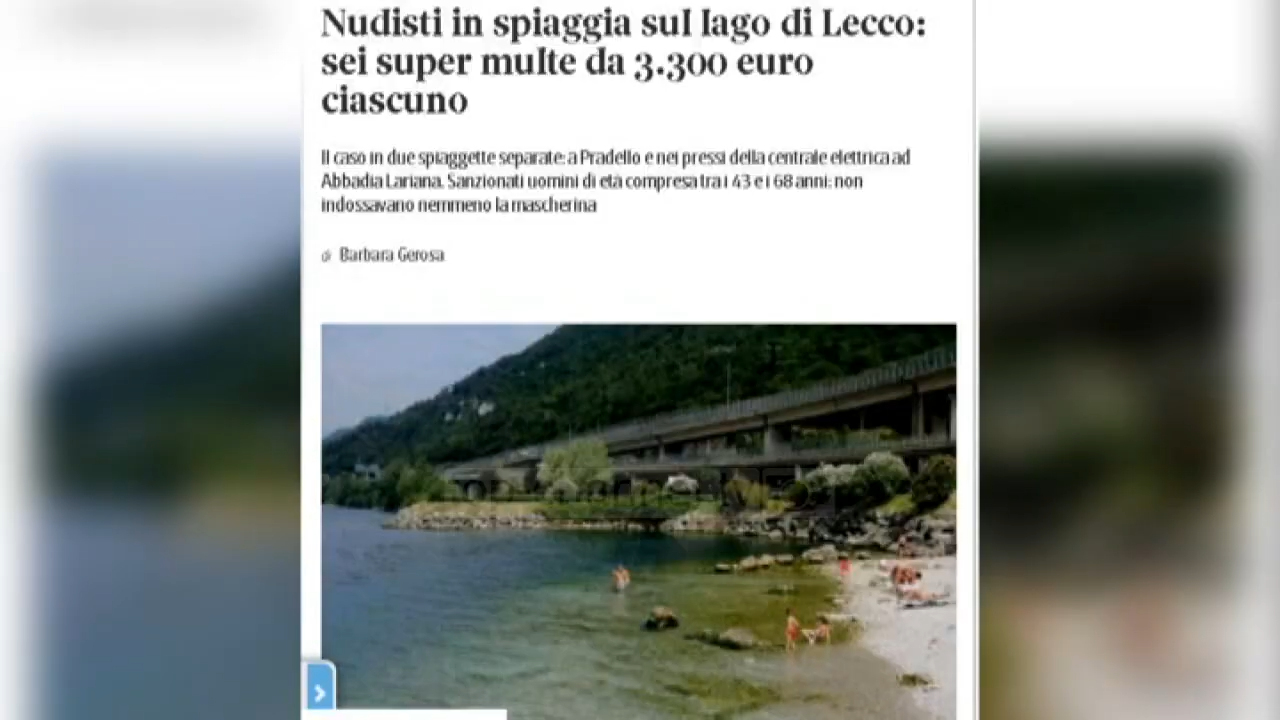 Nudisti in spiaggia sul lago di Lecco:
sei super multe da 3.300 euro
ciascuno
Il caso in due spiaggette separate: a Pradello e nei pressi della centrale elettrica ad
Abbadia Lariana. Sanzionati uomini di età compresa tra i 43 e i 68 anni: non
indossavano nemmeno la mascherina
di Barbara Gerosa